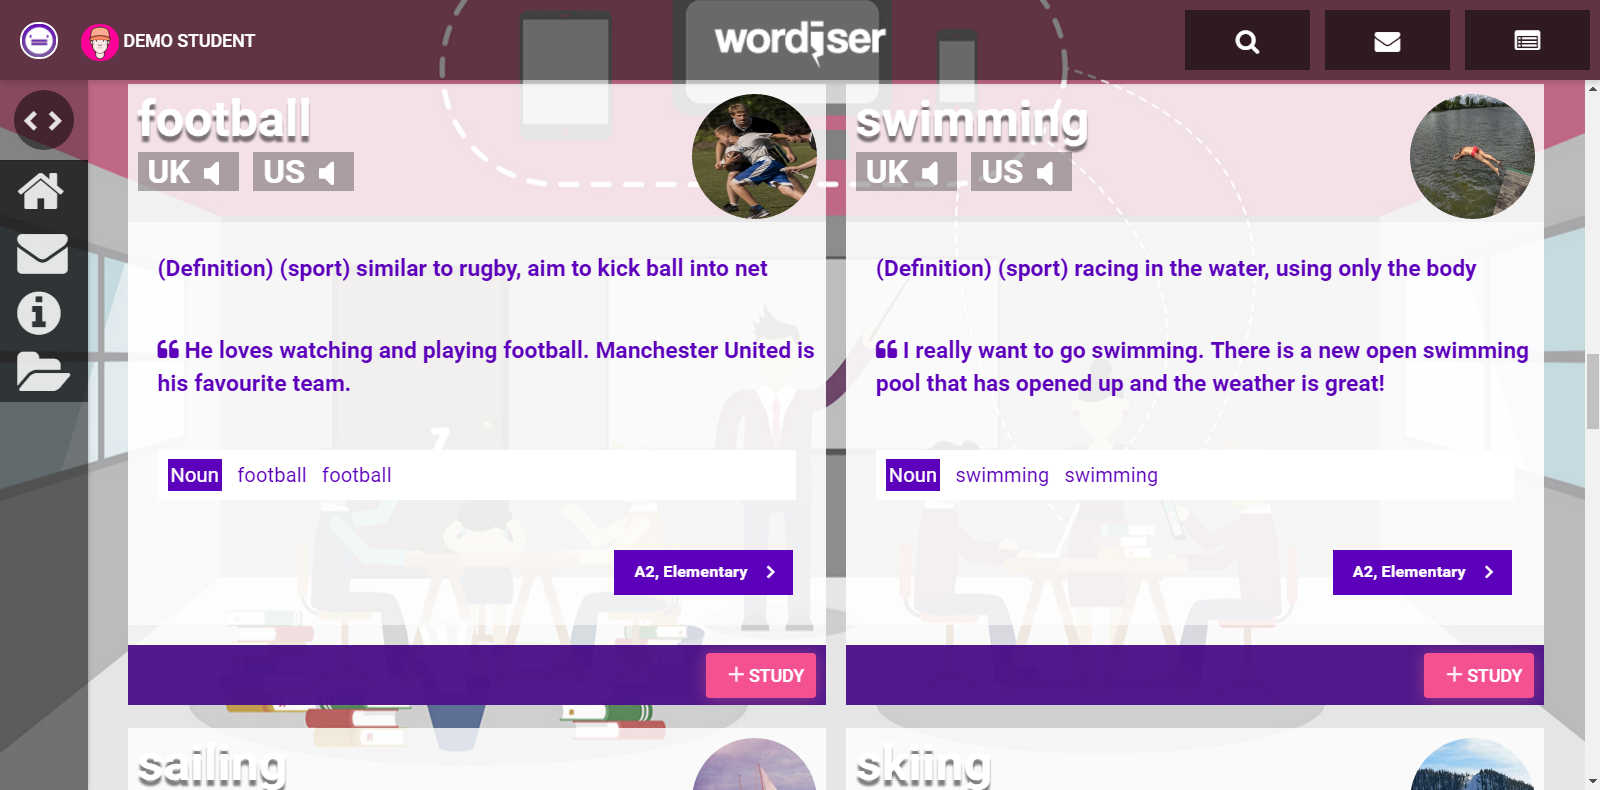 DEMO STUDENT
wordiser
football
UK
US
(Definition) (sport) similar to rugby, aim to kick ball into net
He loves watching and playing football. Manchester United is
his favourite team.
Noun football football
A2, Elementary
+ STUDY
swimming
UK
US
(Definition) (sport) racing in the water, using only the body
I really want to go swimming. There is a new open swimming
pool that has opened up and the weather is great!
Noun swimming swimming
A2, Elementary
+ STUDY
z
sailing
skiing